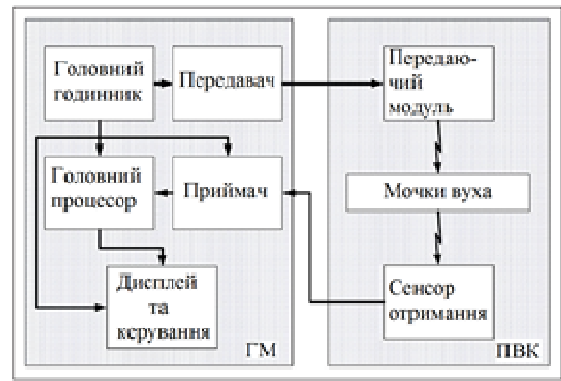 Головний
годинник
Передавач
Передаю-
чий
модуль
Головний
процесор
Приймач
Мочки вуха
Дисплей
та
керування
Сенсор
отримання
ГМ
ПВК